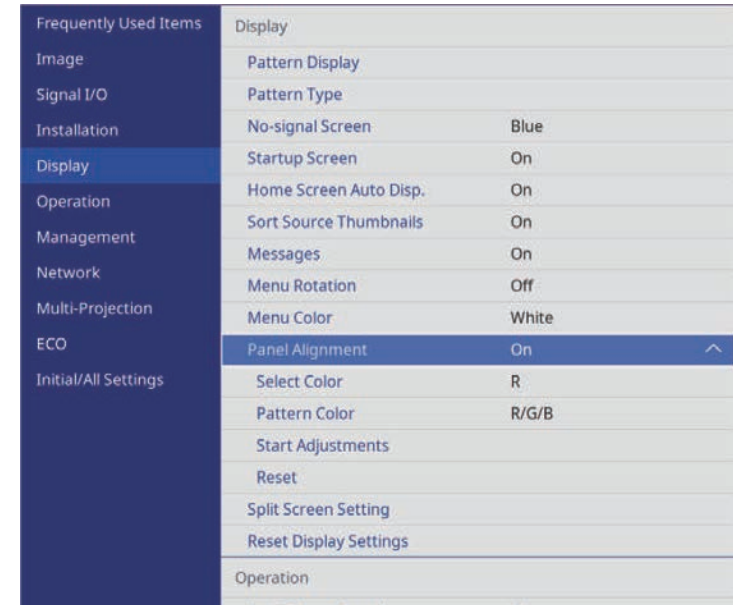 Frequently Used Items
Image
Signal I/O
Installation
Display
Operation
Management
Network
Multi-Projection
ECO
Initial/All Settings
Display
Pattern Display
Pattern Type
No-signal Screen Blue
Startup Screen On
Home Screen Auto Disp. On
Sort Source Thumbnails On
Messages On
Menu Rotation Off
Menu Color White
Panel Alignment On
Select Color R
Pattern Color R/G/B
Start Adjustments
Reset
Split Screen Setting
Reset Display Settings
Operation